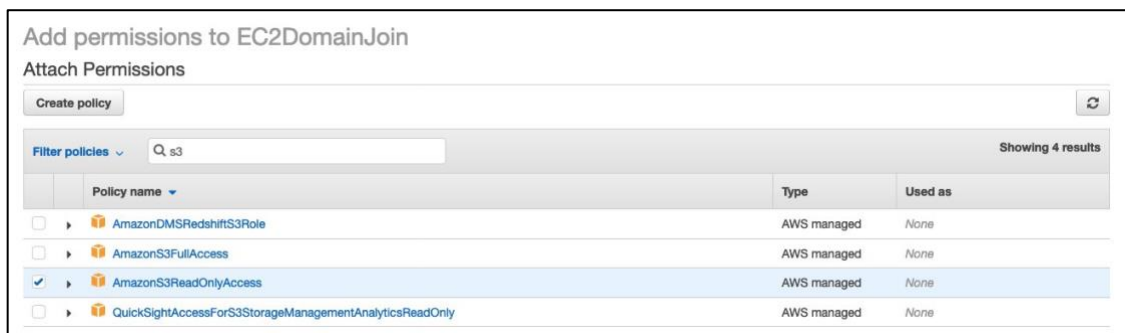 Add permissions to EC2DomainJoin
Attach Permissions
Create policy
Filter policies s3 Showing 4 results
Policy name Type Used as
AmazonDMSRedshiftS3Role AWS managed None
AmazonS3FullAccess AWS managed None
AmazonS3ReadOnlyAccess AWS managed None
QuickSightAccessForS3StorageManagementAnalyticsReadOnly AWS managed None